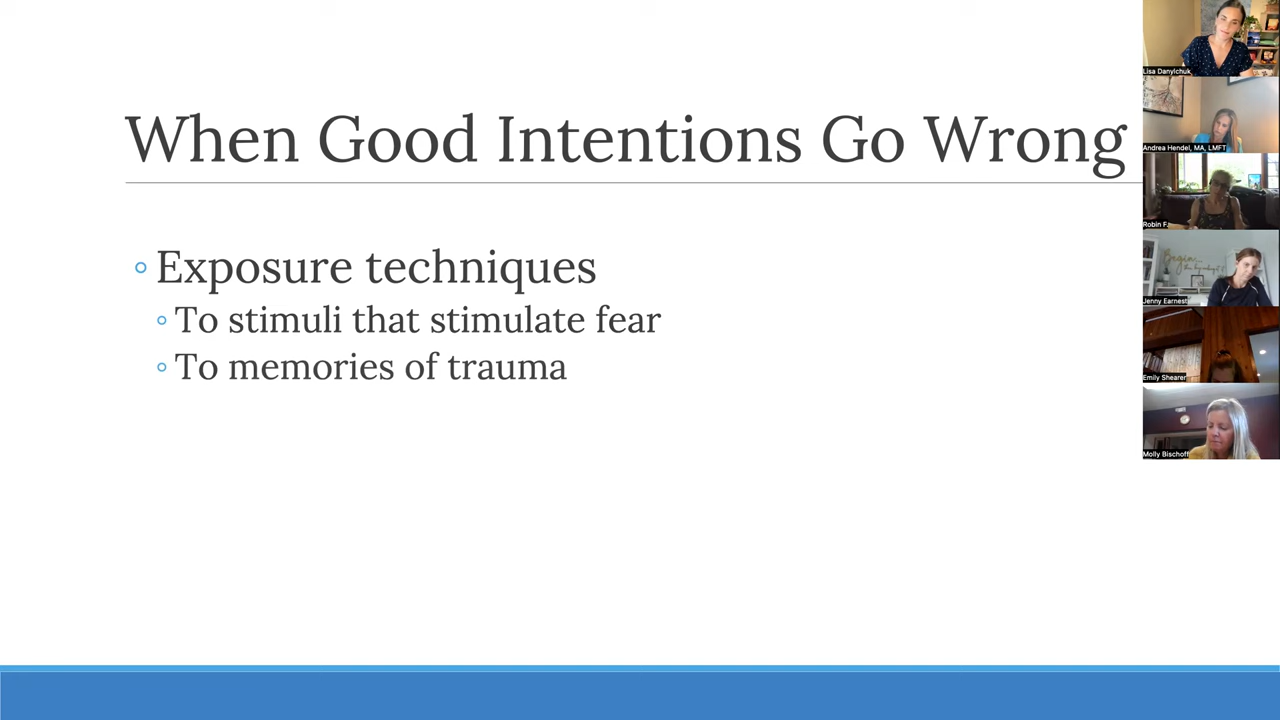 When Good Intentions Go Wrong
Exposure techniques
To stimuli that stimulate fear
To memories of trauma
Lisa Danylchuk
Andrea Hendel, MA, LMFT
Robin F.
Begin
Jenny Earnest
Emily Shearer
Molly Bischoff